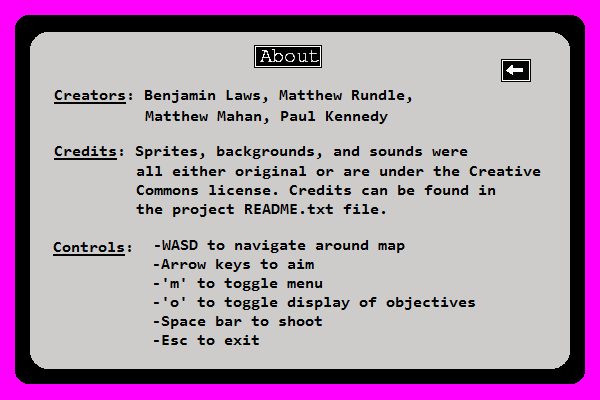 About
Creators: Benjamin Laws, Matthew Rundle,
Matthew Mahan, Paul Kennedy
Credits: Sprites, backgrounds, and sounds were
all either original or are under the Creative
Commons license. Credits can be found in
the project README.txt file.
Controls: -WASD to navigate around map
-Arrow keys to aim
-'m' to toggle menu
-'o' to toggle display of objectives
-Space bar to shoot
-Esc to exit